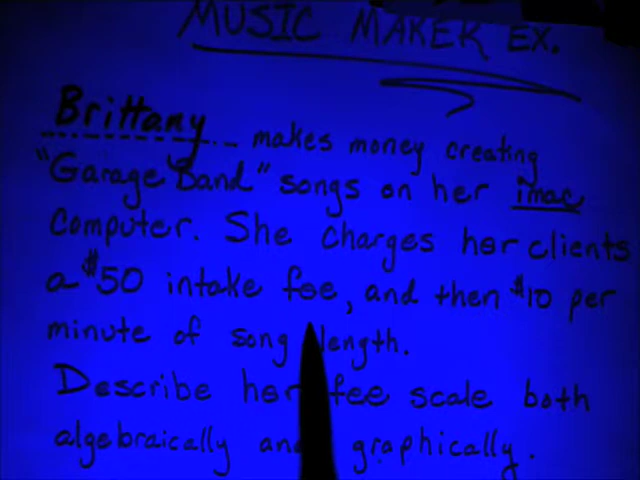 MUSIC MAKER EX.
Brittany makes money creating
"Garage Band" songs on her imac
Computer. She charges her clients
a $50 intake fee, and then $10 per
minute of song length.
Describe her fee scale both
algebraically and graphically.